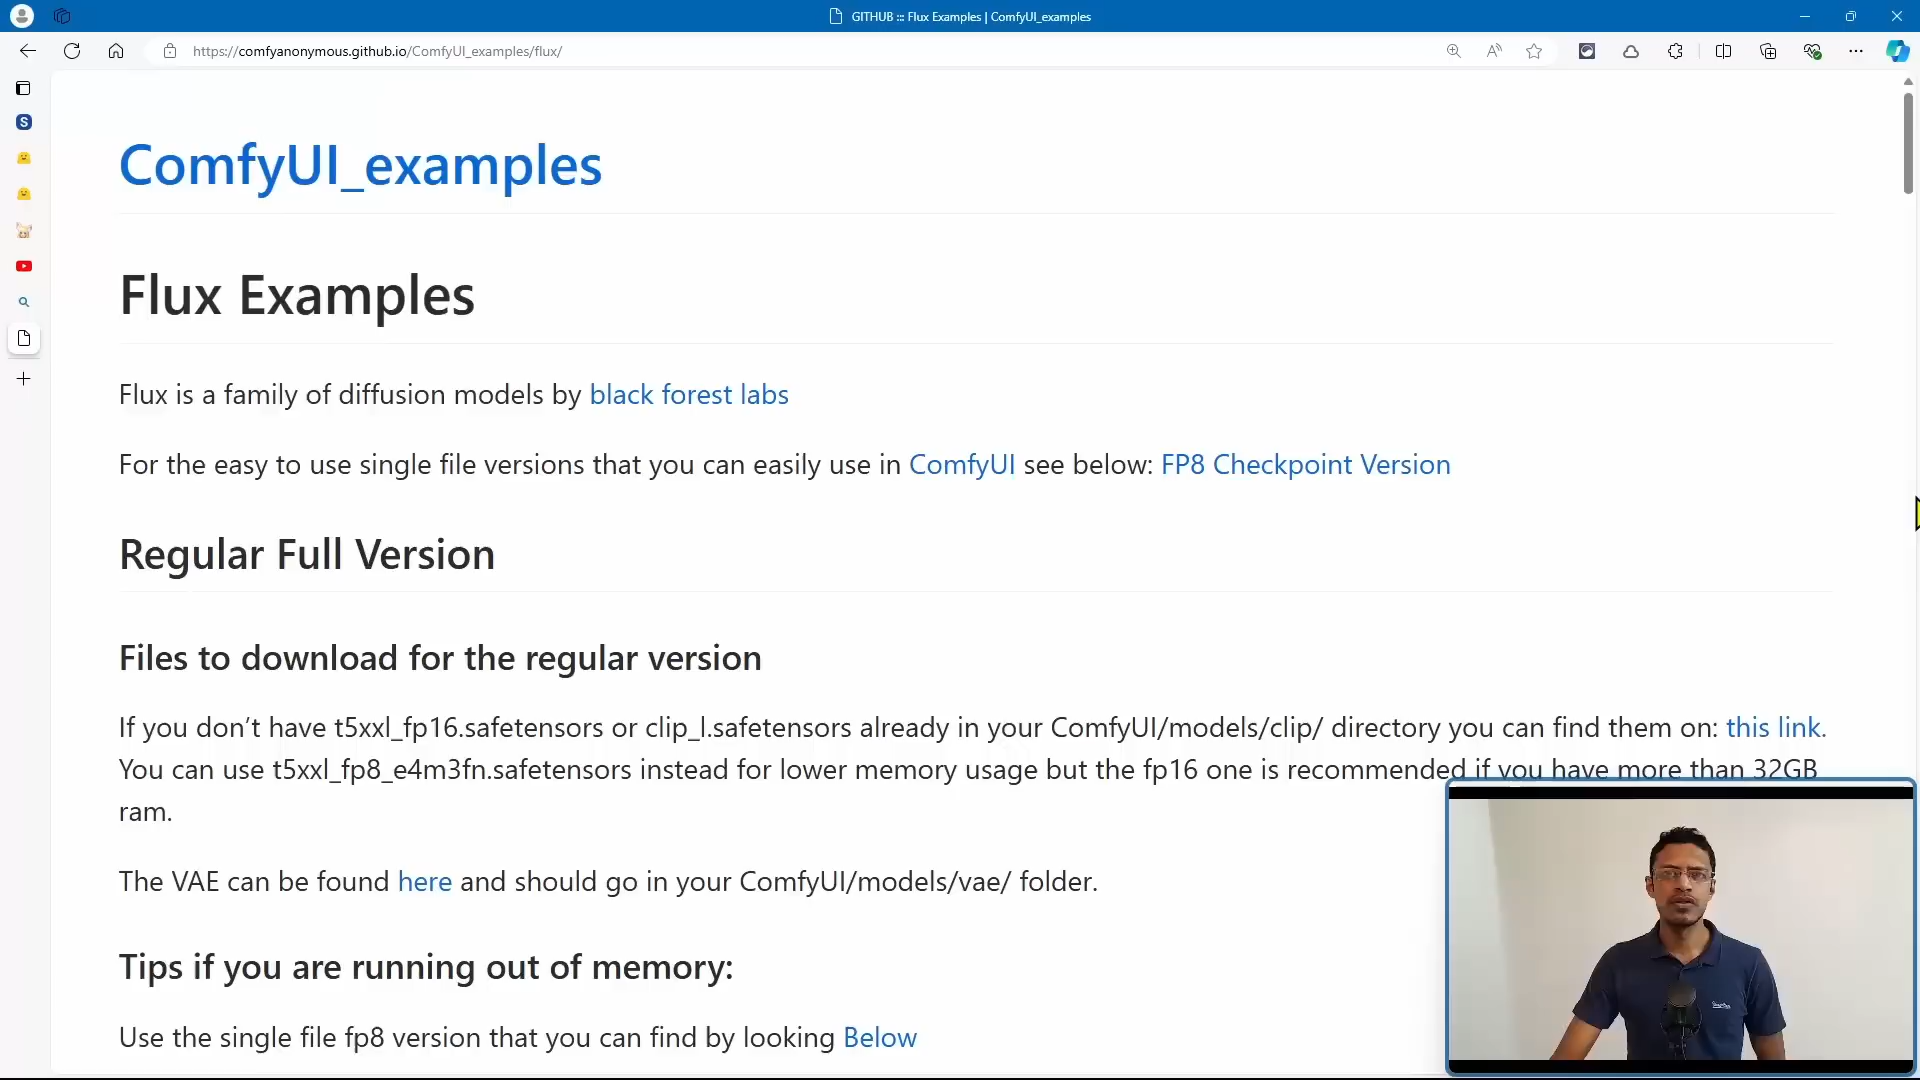 GITHUB ::: Flux Examples | ComfyUI_examples
https://comfyanonymous.github.io/ComfyUI_examples/flux/
S
ComfyUI_examples
Flux Examples
Flux is a family of diffusion models by black forest labs
For the easy to use single file versions that you can easily use in ComfyUI see below: FP8 Checkpoint Version
Regular Full Version
Files to download for the regular version
If you don’t have t5xxl_fp16.safetensors or clip_l.safetensors already in your ComfyUI/models/clip/ directory you can find them on: this link.
You can use t5xxl_fp8_e4m3fn.safetensors instead for lower memory usage but the fp16 one is recommended if you have more than 32GB
ram.
The VAE can be found here and should go in your ComfyUI/models/vae/ folder.
Tips if you are running out of memory:
Use the single file fp8 version that you can find by looking Below